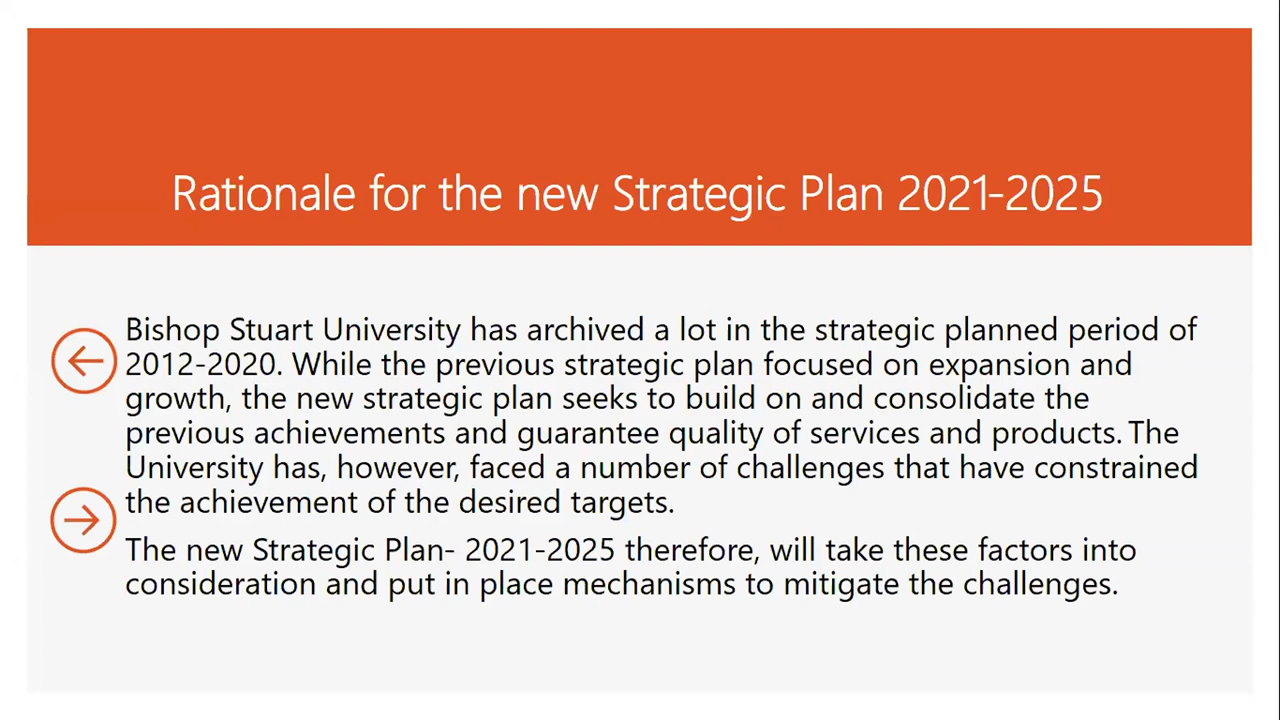 Rationale for the new Strategic Plan 2021-2025
Bishop Stuart University has archived a lot in the strategic planned period of
2012-2020. While the previous strategic plan focused on expansion and
growth, the new strategic plan seeks to build on and consolidate the
previous achievements and guarantee quality of services and products. The
University has, however, faced a number of challenges that have constrained
the achievement of the desired targets.
The new Strategic Plan- 2021-2025 therefore, will take these factors into
consideration and put in place mechanisms to mitigate the challenges.